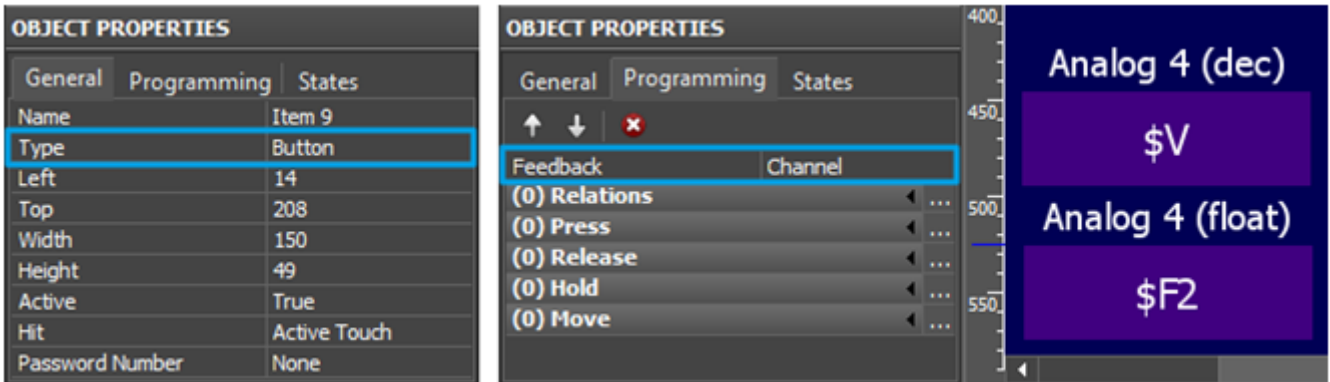 OBJECT PROPERTIES
General Programming States
Name Item 9
Type Button
Left 14
Top 208
Width 150
Height 49
Active True
Hit Active Touch
Password Number None
OBJECT PROPERTIES
General Programming States
Feedback Channel
(0) Relations ...
(0) Press ...
(0) Release ...
(0) Hold ...
(0) Move ...
400
450
500
550
Analog 4 (dec)
$V
Analog 4 (float)
$F2